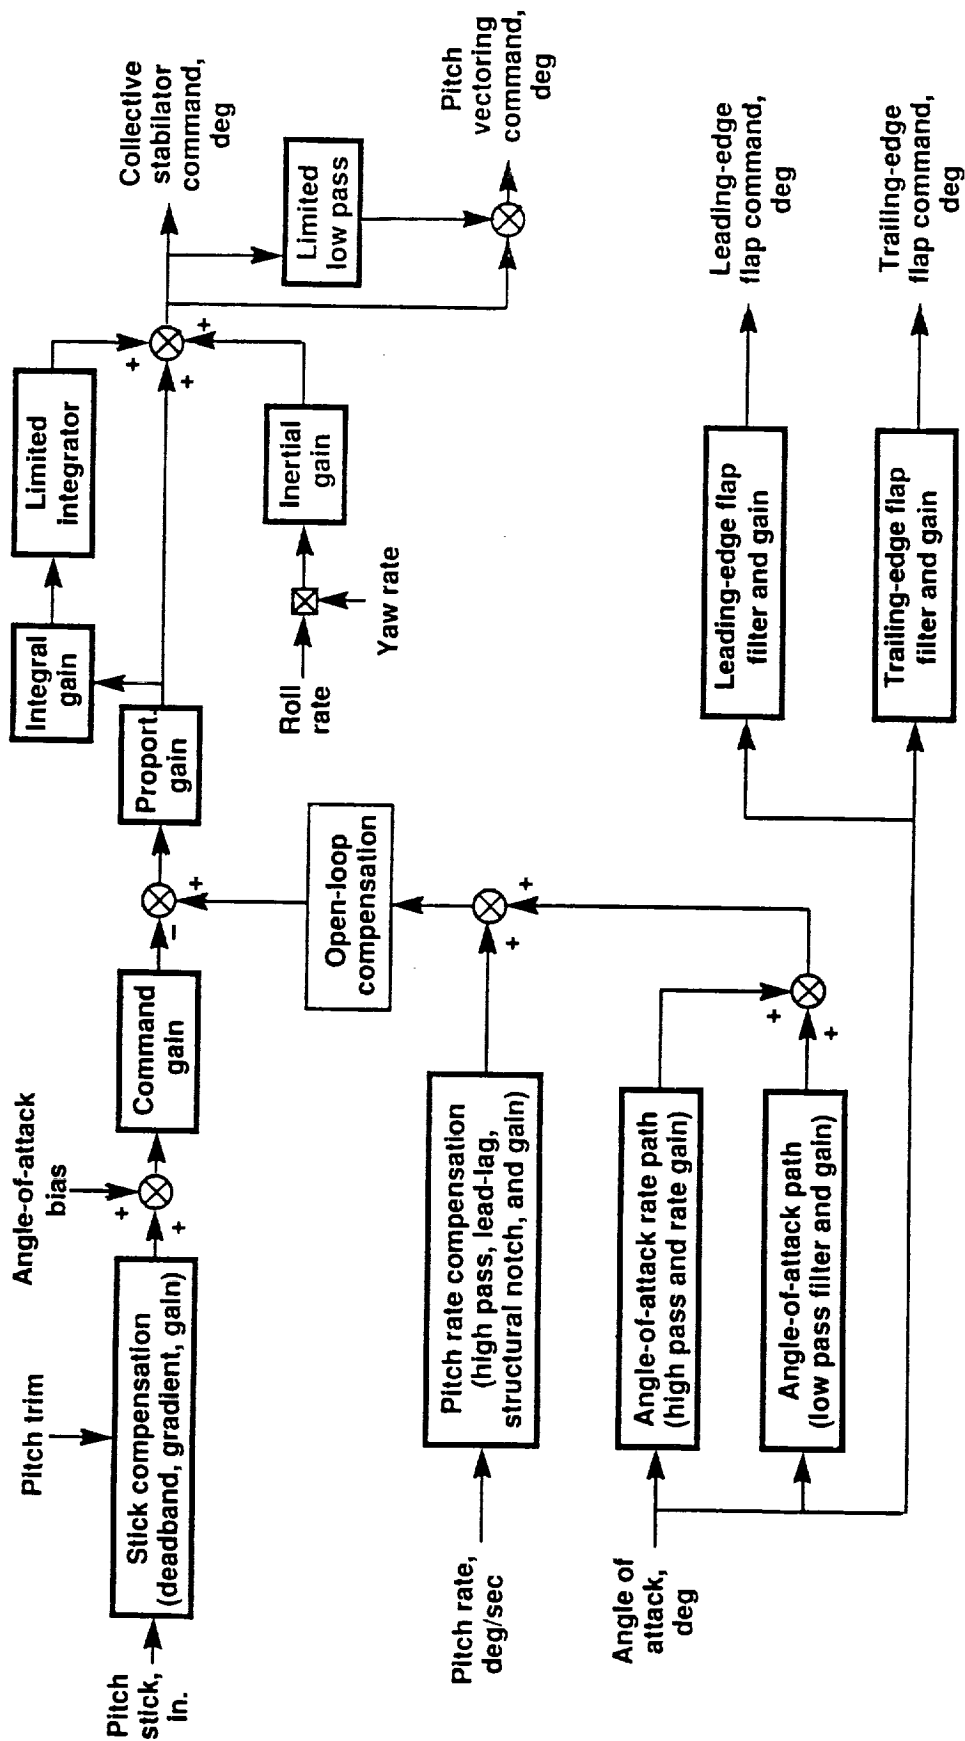 Pitch
stick,
in.
Pitch trim
Stick compensation
(deadband, gradient, gain)
Angle-of-attack
bias
+
+
Command
gain
−
+
Proport.
gain
Integral
gain
Limited
integrator
+
+
+
Collective
stabilator
command,
deg
Roll
rate
Yaw rate
Inertial
gain
Limited
low pass
Pitch
vectoring
command,
deg
Open-loop
compensation
Pitch rate,
deg/sec
Pitch rate compensation
(high pass, lead-lag,
structural notch, and gain)
+
+
Angle of
attack,
deg
Angle-of-attack rate path
(high pass and rate gain)
Angle-of-attack path
(low pass filter and gain)
+
+
Leading-edge flap
filter and gain
Leading-edge
flap command,
deg
Trailing-edge flap
filter and gain
Trailing-edge
flap command,
deg